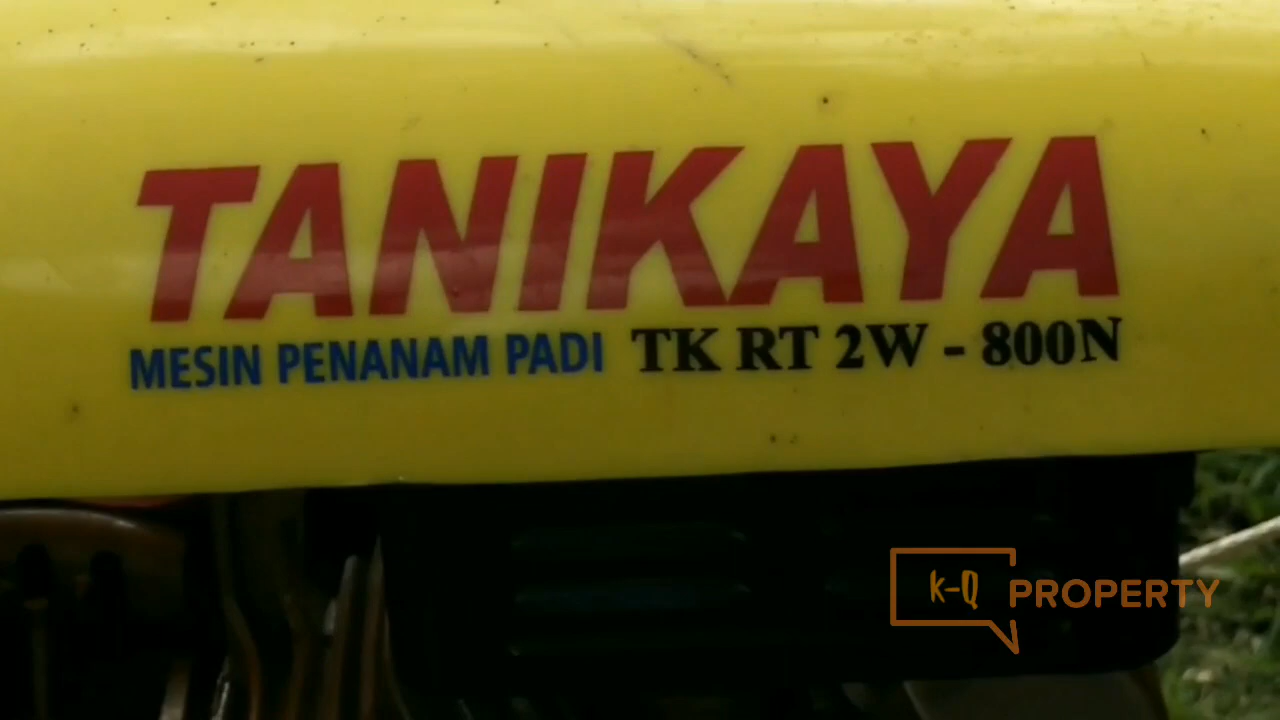 TANIKAYA
MESIN PENANAM PADI TK RT 2W - 800N
K-Q PROPERTY